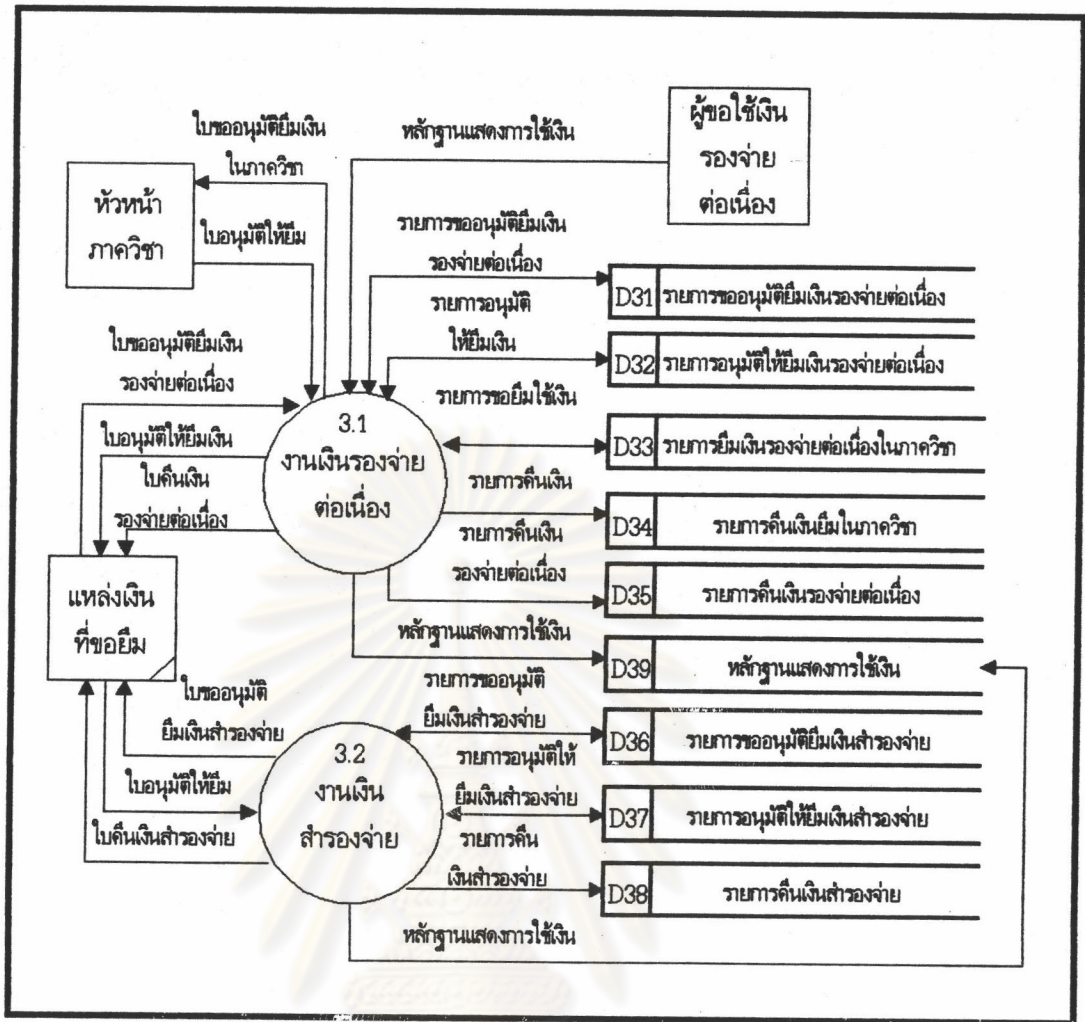 ผู้ขอใช้เงิน
รองจ่าย
ต่อเนื่อง
หลักฐานแสดงการใช้เงิน
ใบขออนุมัติยืมเงิน
ในภาควิชา
หัวหน้า
ภาควิชา
ใบอนุมัติให้ยืม
รายการขออนุมัติยืมเงิน
รองจ่ายต่อเนื่อง
D31 รายการขออนุมัติยืมเงินรองจ่ายต่อเนื่อง
รายการอนุมัติ
ให้ยืมเงิน
D32 รายการอนุมัติให้ยืมเงินรองจ่ายต่อเนื่อง
ใบขออนุมัติยืมเงิน
รองจ่ายต่อเนื่อง
รายการขอยืมใช้เงิน
3.1
งานเงินรองจ่าย
ต่อเนื่อง
D33 รายการยืมเงินรองจ่ายต่อเนื่องในภาควิชา
ใบอนุมัติให้ยืมเงิน
ใบคืนเงิน
รองจ่ายต่อเนื่อง
รายการคืนเงิน
D34 รายการคืนเงินยืมในภาควิชา
รายการคืนเงิน
รองจ่ายต่อเนื่อง
D35 รายการคืนเงินรองจ่ายต่อเนื่อง
แหล่งเงิน
ที่ขอยืม
หลักฐานแสดงการใช้เงิน
D39 หลักฐานแสดงการใช้เงิน
ใบขออนุมัติ
ยืมเงินสำรองจ่าย
รายการขออนุมัติ
ยืมเงินสำรองจ่าย
D36 รายการขออนุมัติยืมเงินสำรองจ่าย
3.2
งานเงิน
สำรองจ่าย
รายการอนุมัติให้
ยืมเงินสำรองจ่าย
D37 รายการอนุมัติให้ยืมเงินสำรองจ่าย
ใบอนุมัติให้ยืม
ใบคืนเงินสำรองจ่าย
รายการคืน
เงินสำรองจ่าย
D38 รายการคืนเงินสำรองจ่าย
หลักฐานแสดงการใช้เงิน